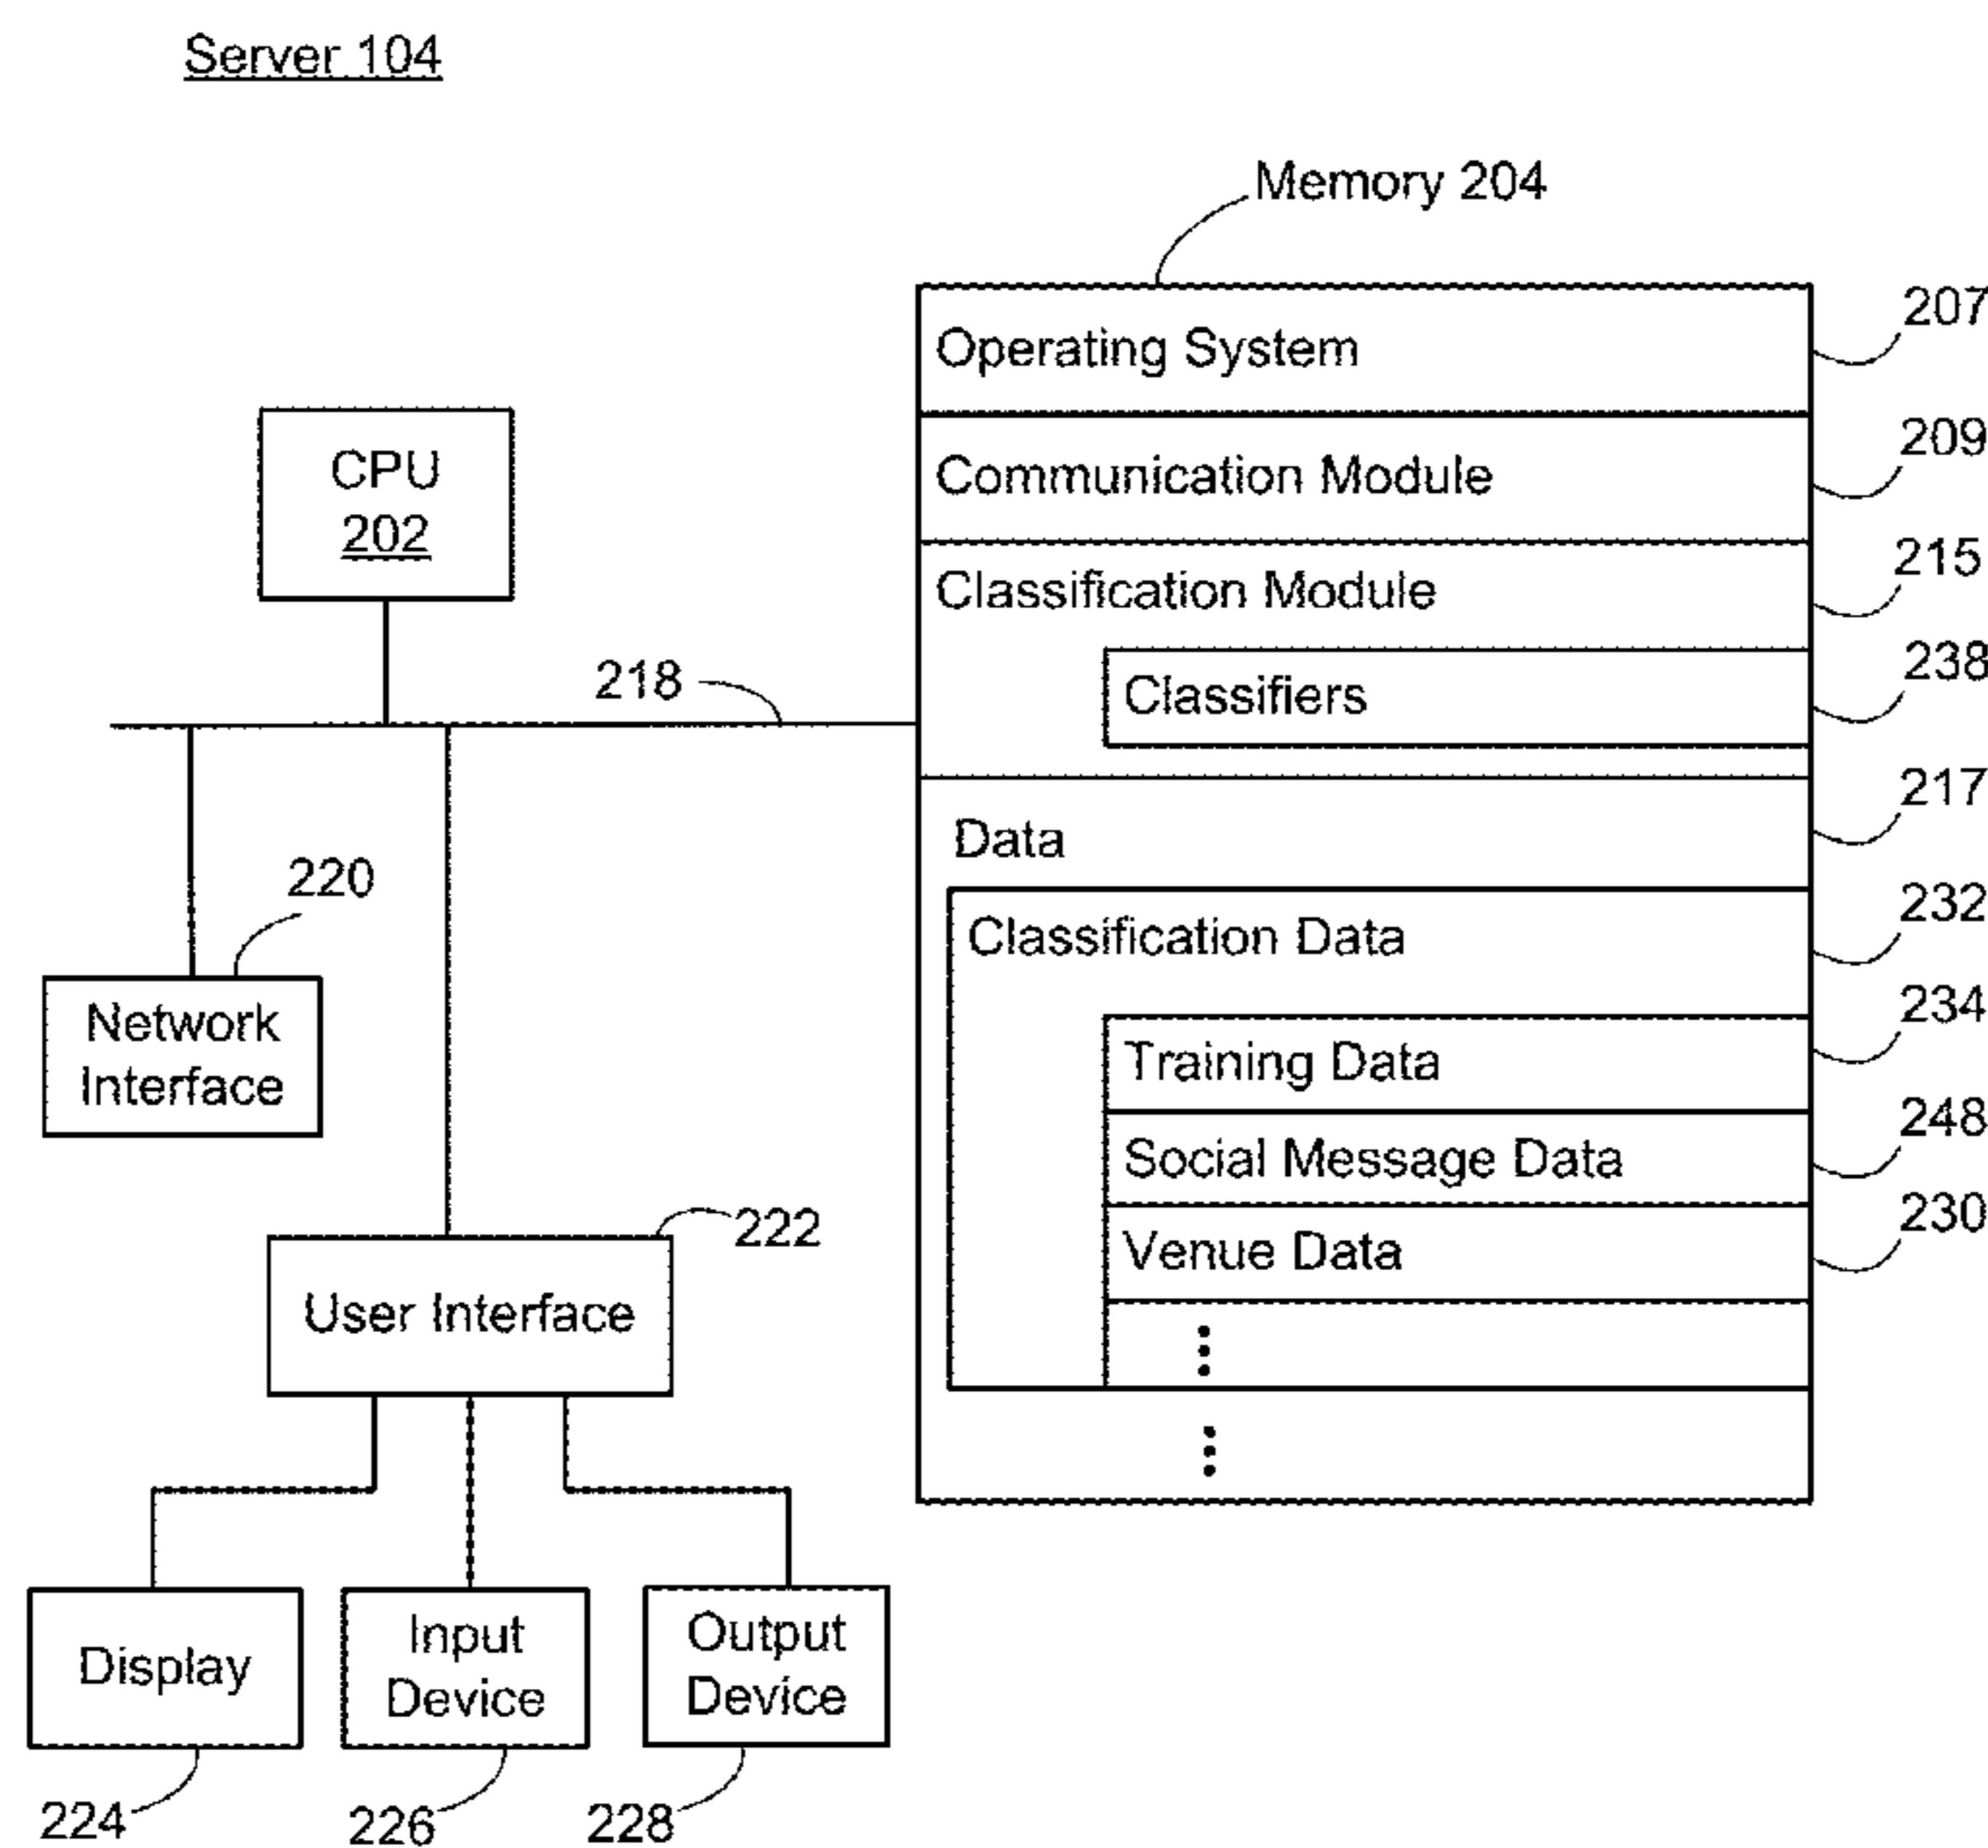 Server 104
Memory 204
Operating System
207
Communication Module
209
Classification Module
215
Classifiers
238
Data
217
Classification Data
232
Training Data
234
Social Message Data
248
Venue Data
230
CPU
202
218
220
Network
Interface
222
User Interface
Display
Input
Device
Output
Device
224
226
228